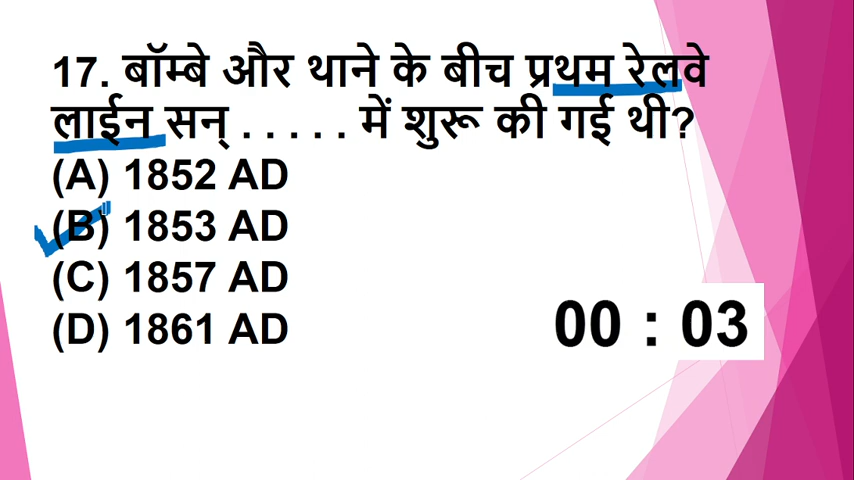 17. बॉम्बे और थाने के बीच प्रथम रेलवे
लाईन सन् . . . . . में शुरू की गई थी?
(A) 1852 AD
(B) 1853 AD
(C) 1857 AD
(D) 1861 AD
00 : 03